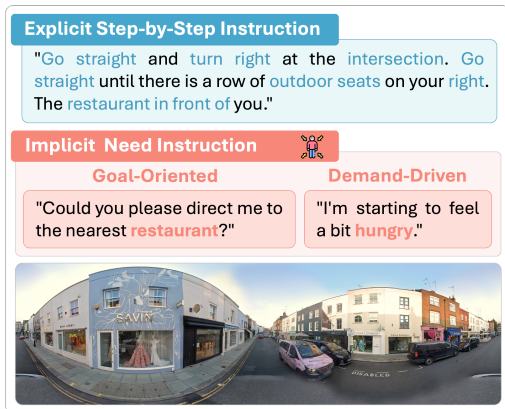 Explicit Step-by-Step Instruction
"Go straight and turn right at the intersection. Go
straight until there is a row of outdoor seats on your right.
The restaurant in front of you."
Implicit Need Instruction
Goal-Oriented
"Could you please direct me to
the nearest restaurant?"
Demand-Driven
"I'm starting to feel
a bit hungry."
SAVIN
DISABLED